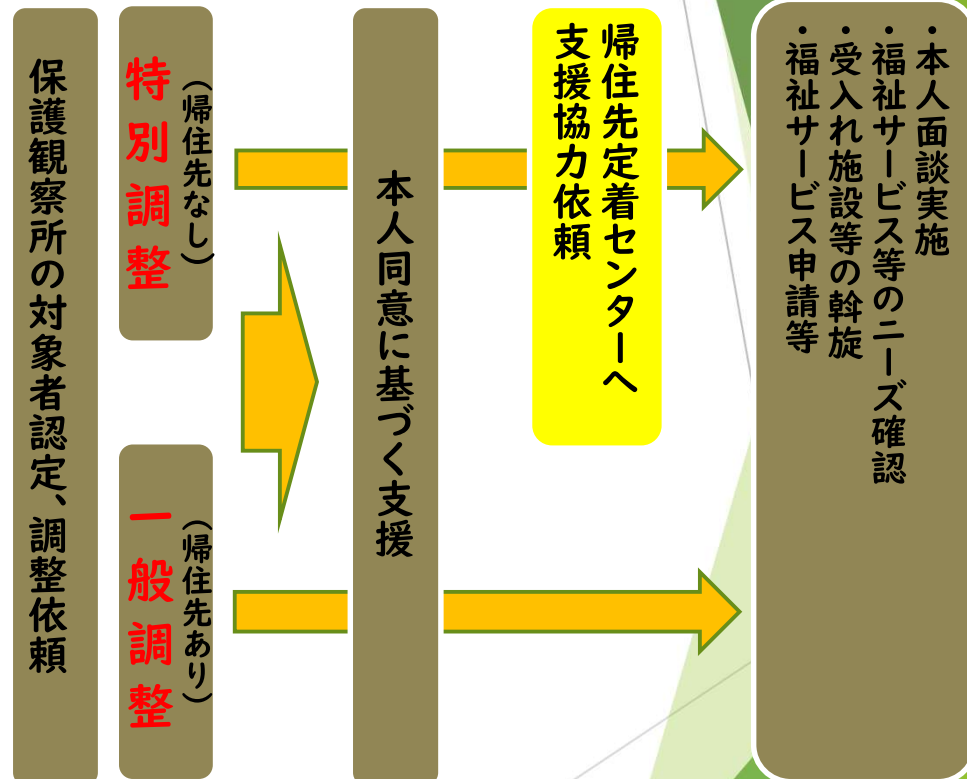 保護観察所の対象者認定、調整依頼
特別調整
（帰住先なし）
一般調整
（帰住先あり）
本人同意に基づく支援
帰住先定着センターへ
支援協力依頼
・本人面談実施
・福祉サービス等のニーズ確認
・受入れ施設等の斡旋
・福祉サービス申請等